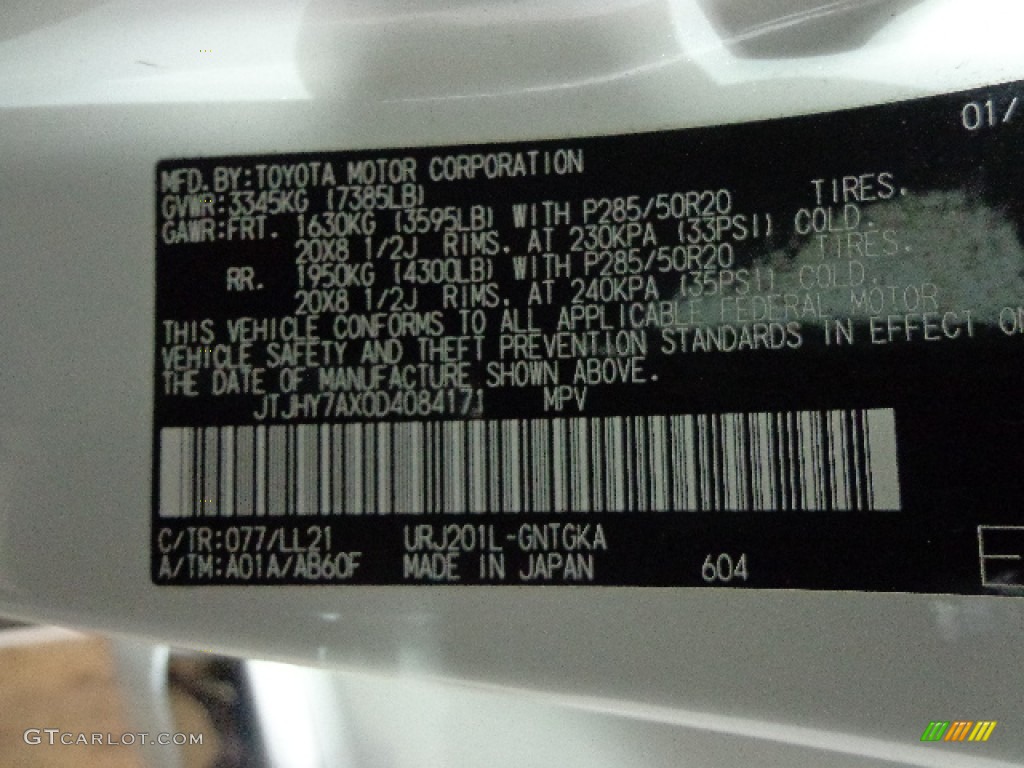 01/
MFD.BY:TOYOTA MOTOR CORPORATION
GVWR:3345KG (7385LB)
GAWR:FRT. 1630KG (3595LB) WITH P285/50R20 TIRES.
20X8 1/2J RIMS. AT 230KPA (33PSI) COLD.
RR. 1950KG (4300LB) WITH P285/50R20 TIRES.
20X8 1/2J RIMS. AT 240KPA (35PSI) COLD.
THIS VEHICLE CONFORMS TO ALL APPLICABLE FEDERAL MOTOR
VEHICLE SAFETY AND THEFT PREVENTION STANDARDS IN EFFECT ON
THE DATE OF MANUFACTURE SHOWN ABOVE.
JTJHY7AX0D4084171 MPV
C/TR:077/LL21 URJ201L-GNTGKA
A/TM:A01A/AB60F MADE IN JAPAN 604
E
GTCARLOT.COM